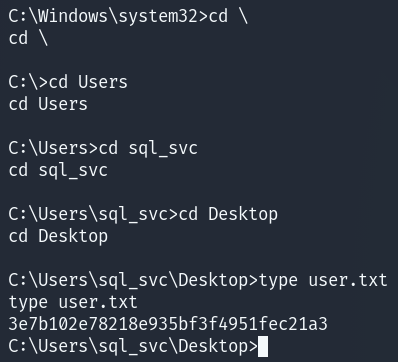 C:\Windows\system32>cd \
cd \
C:\>cd Users
cd Users
C:\Users>cd sql_svc
cd sql_svc
C:\Users\sql_svc>cd Desktop
cd Desktop
C:\Users\sql_svc\Desktop>type user.txt
type user.txt
3e7b102e78218e935bf3f4951fec21a3
C:\Users\sql_svc\Desktop>